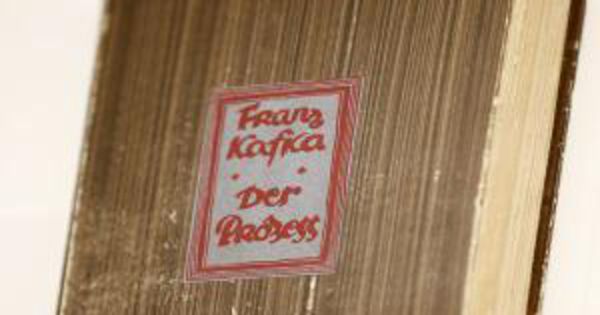 Franz
Kafka
· ·
Der
Prozess